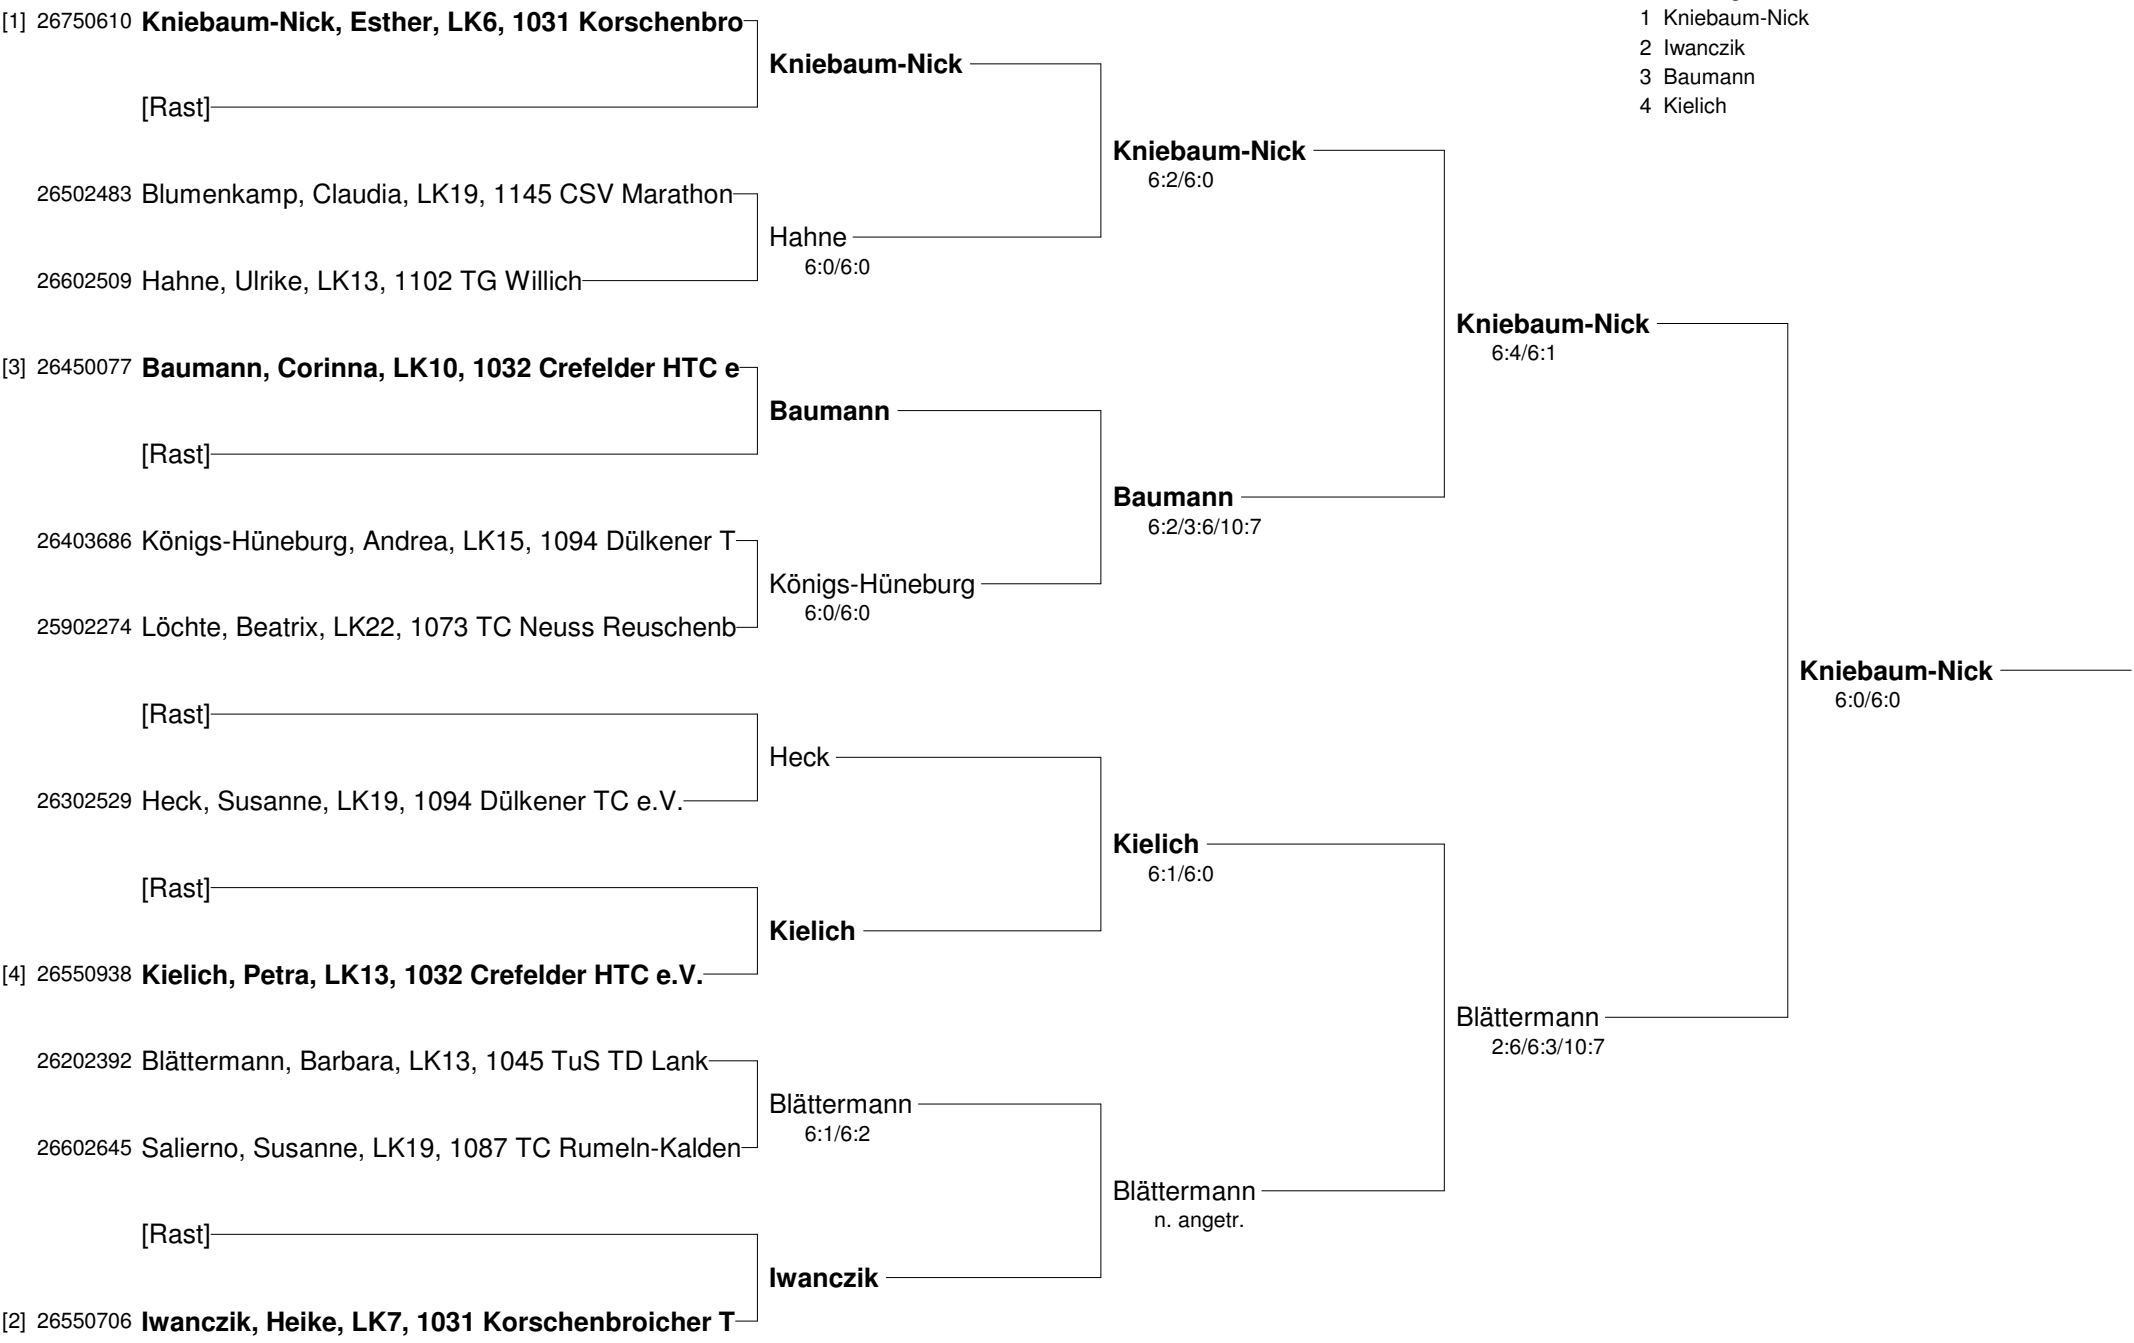 [1] 26750610 Kniebaum-Nick, Esther, LK6, 1031 Korschenbro
[Rast]
26502483 Blumenkamp, Claudia, LK19, 1145 CSV Marathon
26602509 Hahne, Ulrike, LK13, 1102 TG Willich
[3] 26450077 Baumann, Corinna, LK10, 1032 Crefelder HTC e
[Rast]
26403686 Königs-Hüneburg, Andrea, LK15, 1094 Dülkener T
25902274 Löchte, Beatrix, LK22, 1073 TC Neuss Reuschenb
[Rast]
26302529 Heck, Susanne, LK19, 1094 Dülkener TC e.V.
[Rast]
[4] 26550938 Kielich, Petra, LK13, 1032 Crefelder HTC e.V.
26202392 Blättermann, Barbara, LK13, 1045 TuS TD Lank
26602645 Salierno, Susanne, LK19, 1087 TC Rumeln-Kalden
[Rast]
[2] 26550706 Iwanczik, Heike, LK7, 1031 Korschenbroicher T
Kniebaum-Nick
Hahne
6:0/6:0
Baumann
Königs-Hüneburg
6:0/6:0
Heck
Kielich
Blättermann
6:1/6:2
Iwanczik
Kniebaum-Nick
6:2/6:0
Baumann
6:2/3:6/10:7
Kielich
6:1/6:0
Blättermann
n. angetr.
Kniebaum-Nick
6:4/6:1
Blättermann
2:6/6:3/10:7
Kniebaum-Nick
6:0/6:0
1 Kniebaum-Nick
2 Iwanczik
3 Baumann
4 Kielich